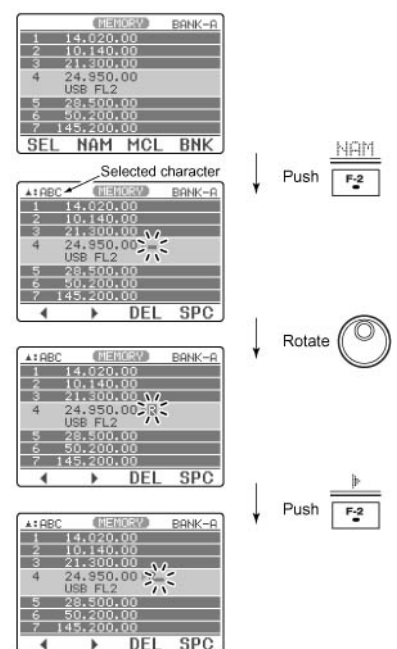 MEMORY BANK-A
1 14.020.00
2 10.140.00
3 21.300.00
4 24.950.00
USB FL2
5 28.500.00
6 50.200.00
7 145.200.00
SEL NAM MCL BNK
NAM
Push F-2
Selected character
▲:ABC MEMORY BANK-A
1 14.020.00
2 10.140.00
3 21.300.00
4 24.950.00 _
USB FL2
5 28.500.00
6 50.200.00
7 145.200.00
◀ ▶ DEL SPC
Rotate
▲:ABC MEMORY BANK-A
1 14.020.00
2 10.140.00
3 21.300.00
4 24.950.00 R
USB FL2
5 28.500.00
6 50.200.00
7 145.200.00
◀ ▶ DEL SPC
Push F-2
▲:ABC MEMORY BANK-A
1 14.020.00
2 10.140.00
3 21.300.00
4 24.950.00 _
USB FL2
5 28.500.00
6 50.200.00
7 145.200.00
◀ ▶ DEL SPC